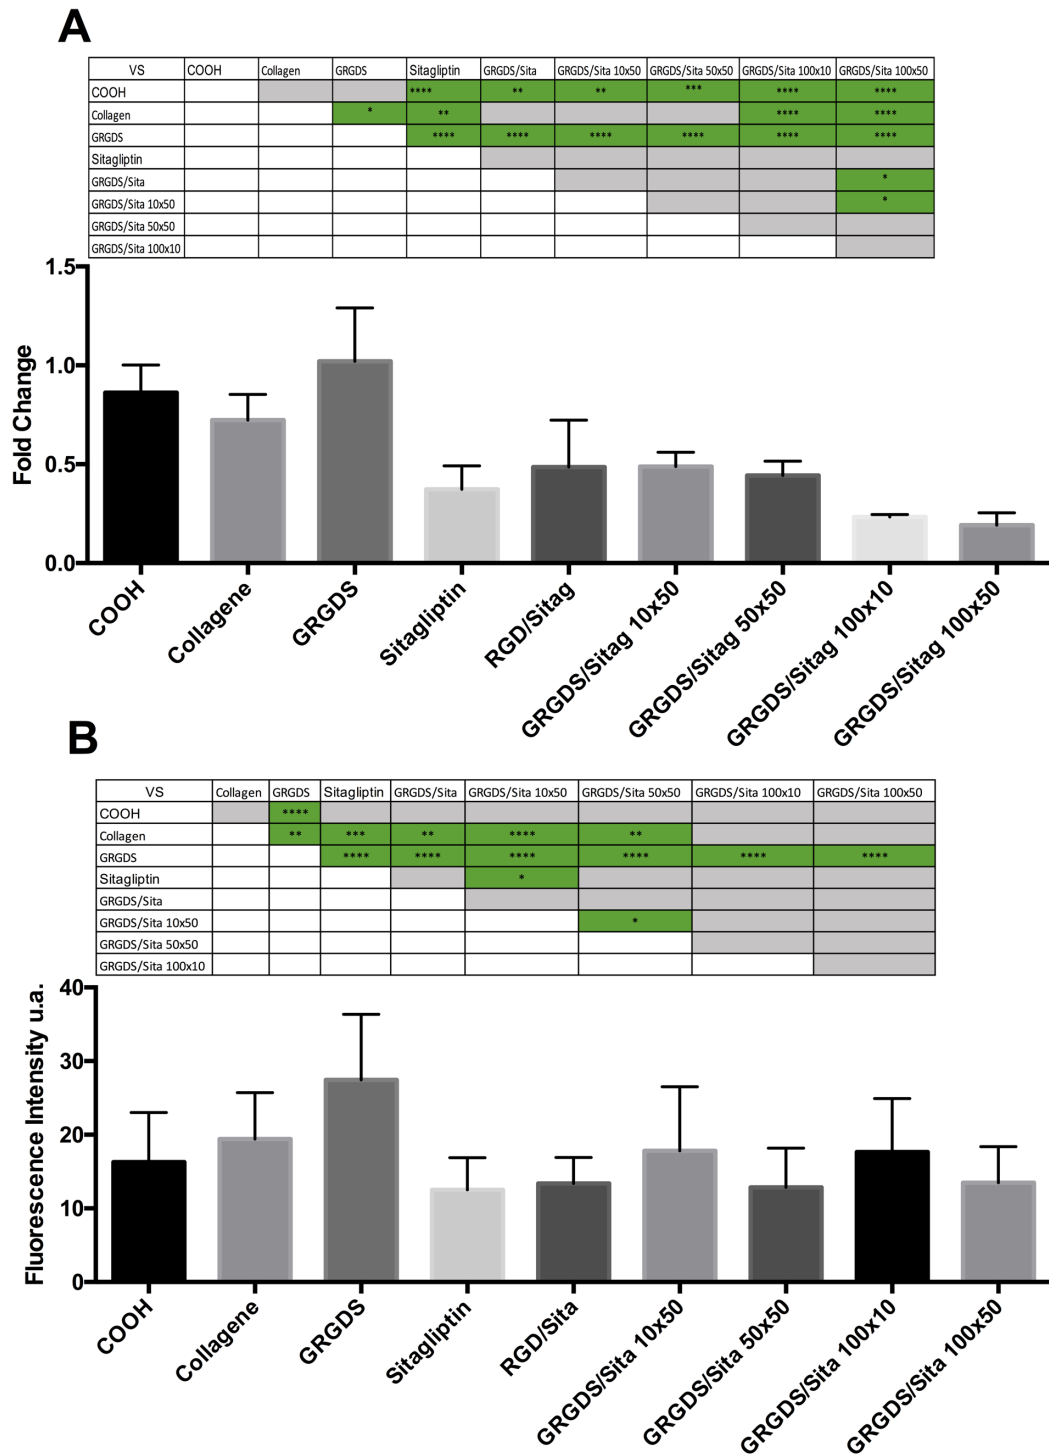 A
VS COOH Collagen GRGDS Sitagliptin GRGDS/Sita GRGDS/Sita 10x50 GRGDS/Sita 50x50 GRGDS/Sita 100x10 GRGDS/Sita 100x50
COOH **** ** ** *** **** ****
Collagen * ** **** ****
GRGDS **** **** **** **** **** ****
Sitagliptin
GRGDS/Sita *
GRGDS/Sita 10x50 *
GRGDS/Sita 50x50
GRGDS/Sita 100x10
Fold Change
1.5
1.0
0.5
0.0
COOH
Collagene
GRGDS
Sitagliptin
RGD/Sitag
GRGDS/Sitag 10x50
GRGDS/Sitag 50x50
GRGDS/Sitag 100x10
GRGDS/Sitag 100x50
B
VS Collagen GRGDS Sitagliptin GRGDS/Sita GRGDS/Sita 10x50 GRGDS/Sita 50x50 GRGDS/Sita 100x10 GRGDS/Sita 100x50
COOH ****
Collagen ** *** ** **** **
GRGDS **** **** **** **** **** ****
Sitagliptin *
GRGDS/Sita
GRGDS/Sita 10x50 *
GRGDS/Sita 50x50
GRGDS/Sita 100x10
Fluorescence Intensity u.a.
40
30
20
10
0
COOH
Collagene
GRGDS
Sitagliptin
RGD/Sita
GRGDS/Sita 10x50
GRGDS/Sita 50x50
GRGDS/Sita 100x10
GRGDS/Sita 100x50